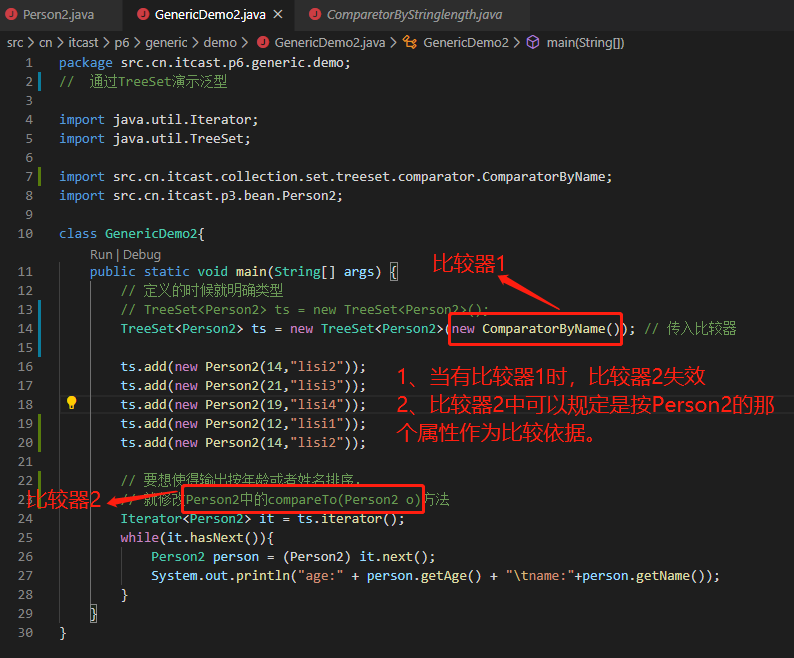 Person2.java
GenericDemo2.java
ComparetorByStringlength.java
src > cn > itcast > p6 > generic > demo > GenericDemo2.java > GenericDemo2 > main(String[])
1 package src.cn.itcast.p6.generic.demo;
2 // 通过TreeSet演示泛型
3
4 import java.util.Iterator;
5 import java.util.TreeSet;
6
7 import src.cn.itcast.collection.set.treeset.comparator.ComparatorByName;
8 import src.cn.itcast.p3.bean.Person2;
9
10 class GenericDemo2{
Run | Debug
11 public static void main(String[] args) {
比较器1
12 // 定义的时候就明确类型
13 // TreeSet<Person2> ts = new TreeSet<Person2>();
14 TreeSet<Person2> ts = new TreeSet<Person2>(new ComparatorByName()); // 传入比较器
15
16 ts.add(new Person2(14,"lisi2"));
17 ts.add(new Person2(21,"lisi3"));
18 ts.add(new Person2(19,"lisi4"));
19 ts.add(new Person2(12,"lisi1"));
20 ts.add(new Person2(14,"lisi2"));
1、当有比较器1时，比较器2失效
2、比较器2中可以规定是按Person2的那
个属性作为比较依据。
21
22 // 要想使得输出按年龄或者姓名排序，
比较器2
23 // 就修改Person2中的compareTo(Person2 o)方法
24 Iterator<Person2> it = ts.iterator();
25 while(it.hasNext()){
26 Person2 person = (Person2) it.next();
27 System.out.println("age:" + person.getAge() + "\tname:"+person.getName());
28 }
29 }
30 }